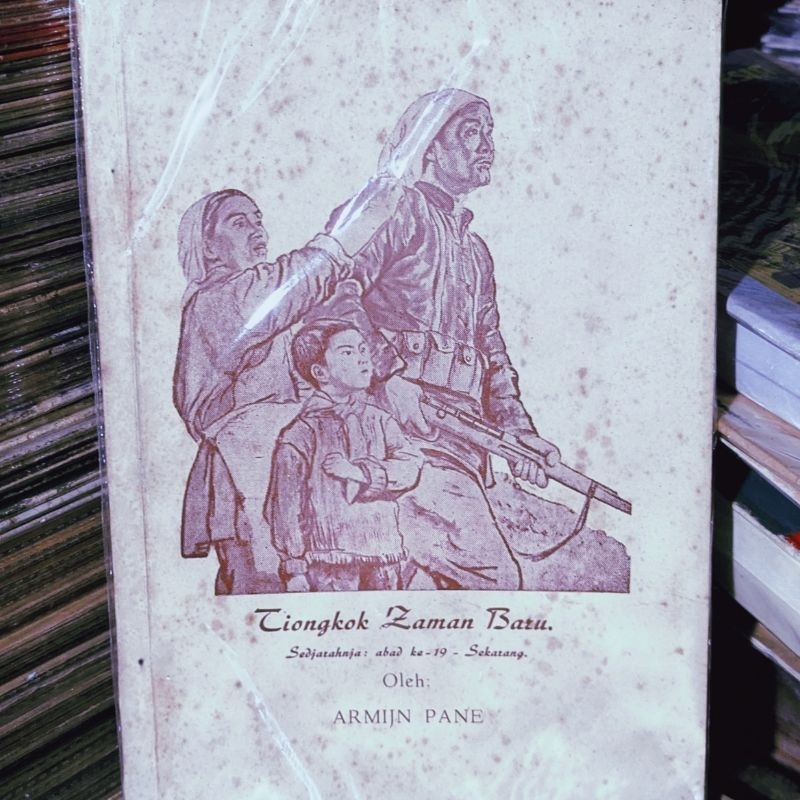 Tiongkok Zaman Baru.
Sedjarahnja: abad ke-19 - Sekarang.
Oleh:
ARMIJN PANE